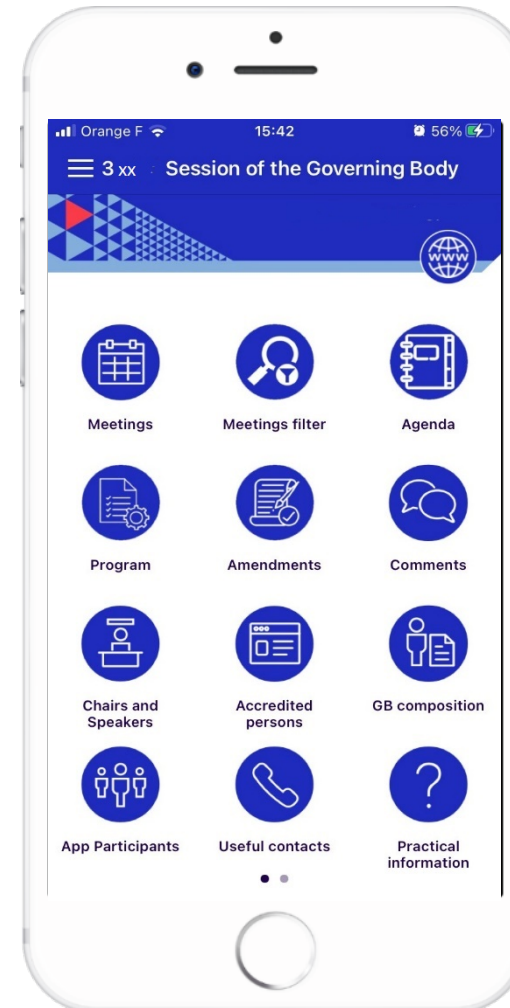 Orange F 15:42 56%
3 xx Session of the Governing Body
www
Meetings Meetings filter Agenda
Program Amendments Comments
Chairs and Speakers Accredited persons GB composition
App Participants Useful contacts Practical information